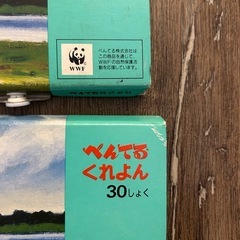 WWF
ぺんてる株式会社は
この商品を通じて
WWFの自然保護活
動を応援しています。
ぺんてる
くれよん
30しょく